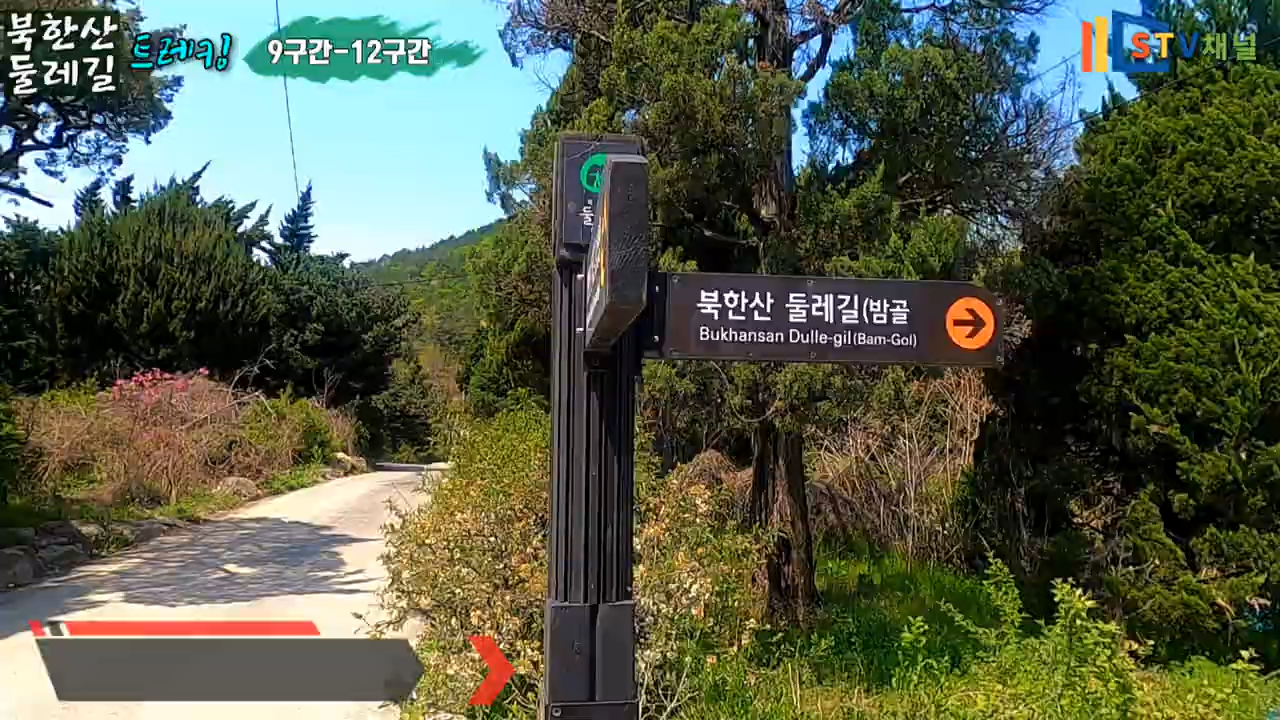 북한산
둘레길
트레킹!
9구간-12구간
STV채널
북한산 둘레길(밤골
Bukhansan Dulle-gil(Bam-Gol)